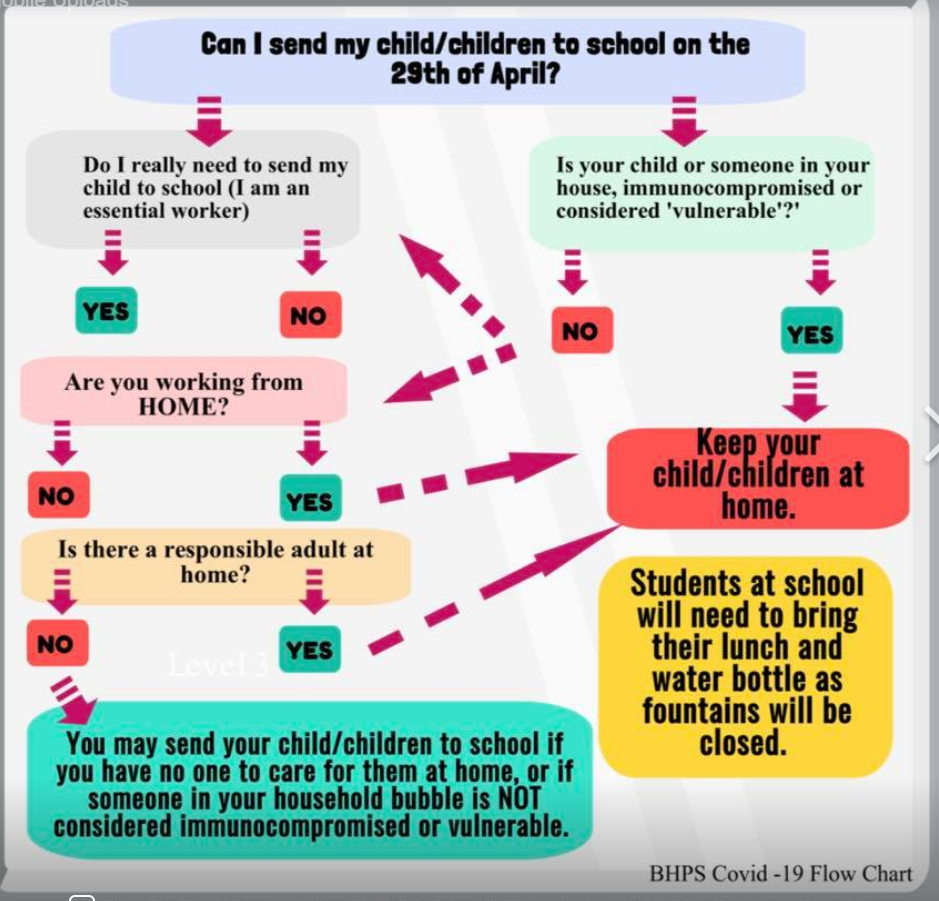 Mobile Uploads
Can I send my child/children to school on the
29th of April?
Do I really need to send my
child to school (I am an
essential worker)
Is your child or someone in your
house, immunocompromised or
considered 'vulnerable'?'
YES
NO
NO
YES
Are you working from
HOME?
Keep your
child/children at
home.
NO
YES
Is there a responsible adult at
home?
Students at school
will need to bring
their lunch and
water bottle as
fountains will be
closed.
NO
YES
Level 3
You may send your child/children to school if
you have no one to care for them at home, or if
someone in your household bubble is NOT
considered immunocompromised or vulnerable.
BHPS Covid -19 Flow Chart